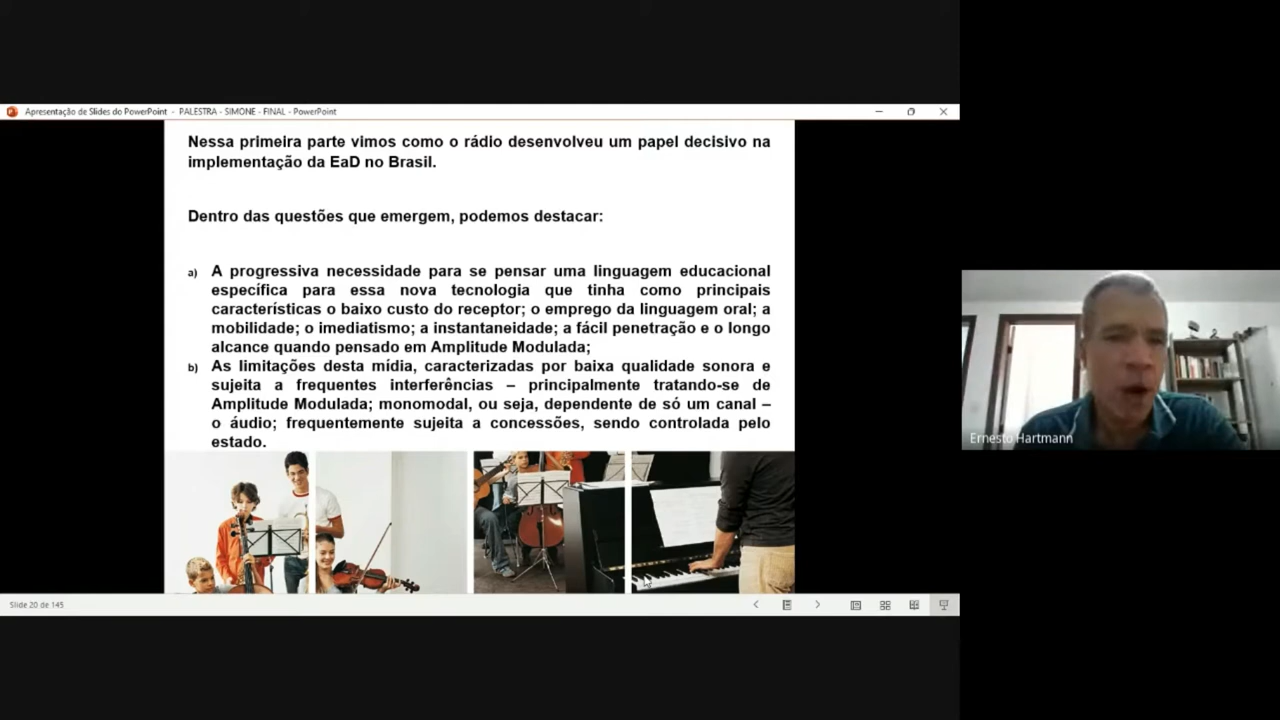 Apresentação de Slides do PowerPoint - PALESTRA - SIMONE - FINAL - PowerPoint
Nessa primeira parte vimos como o rádio desenvolveu um papel decisivo na
implementação da EaD no Brasil.
Dentro das questões que emergem, podemos destacar:
a) A progressiva necessidade para se pensar uma linguagem educacional
específica para essa nova tecnologia que tinha como principais
características o baixo custo do receptor; o emprego da linguagem oral; a
mobilidade; o imediatismo; a instantaneidade; a fácil penetração e o longo
alcance quando pensado em Amplitude Modulada;
b) As limitações desta mídia, caracterizadas por baixa qualidade sonora e
sujeita a frequentes interferências – principalmente tratando-se de
Amplitude Modulada; monomodal, ou seja, dependente de só um canal –
o áudio; frequentemente sujeita a concessões, sendo controlada pelo
estado.
Ernesto Hartmann
Slide 20 de 145